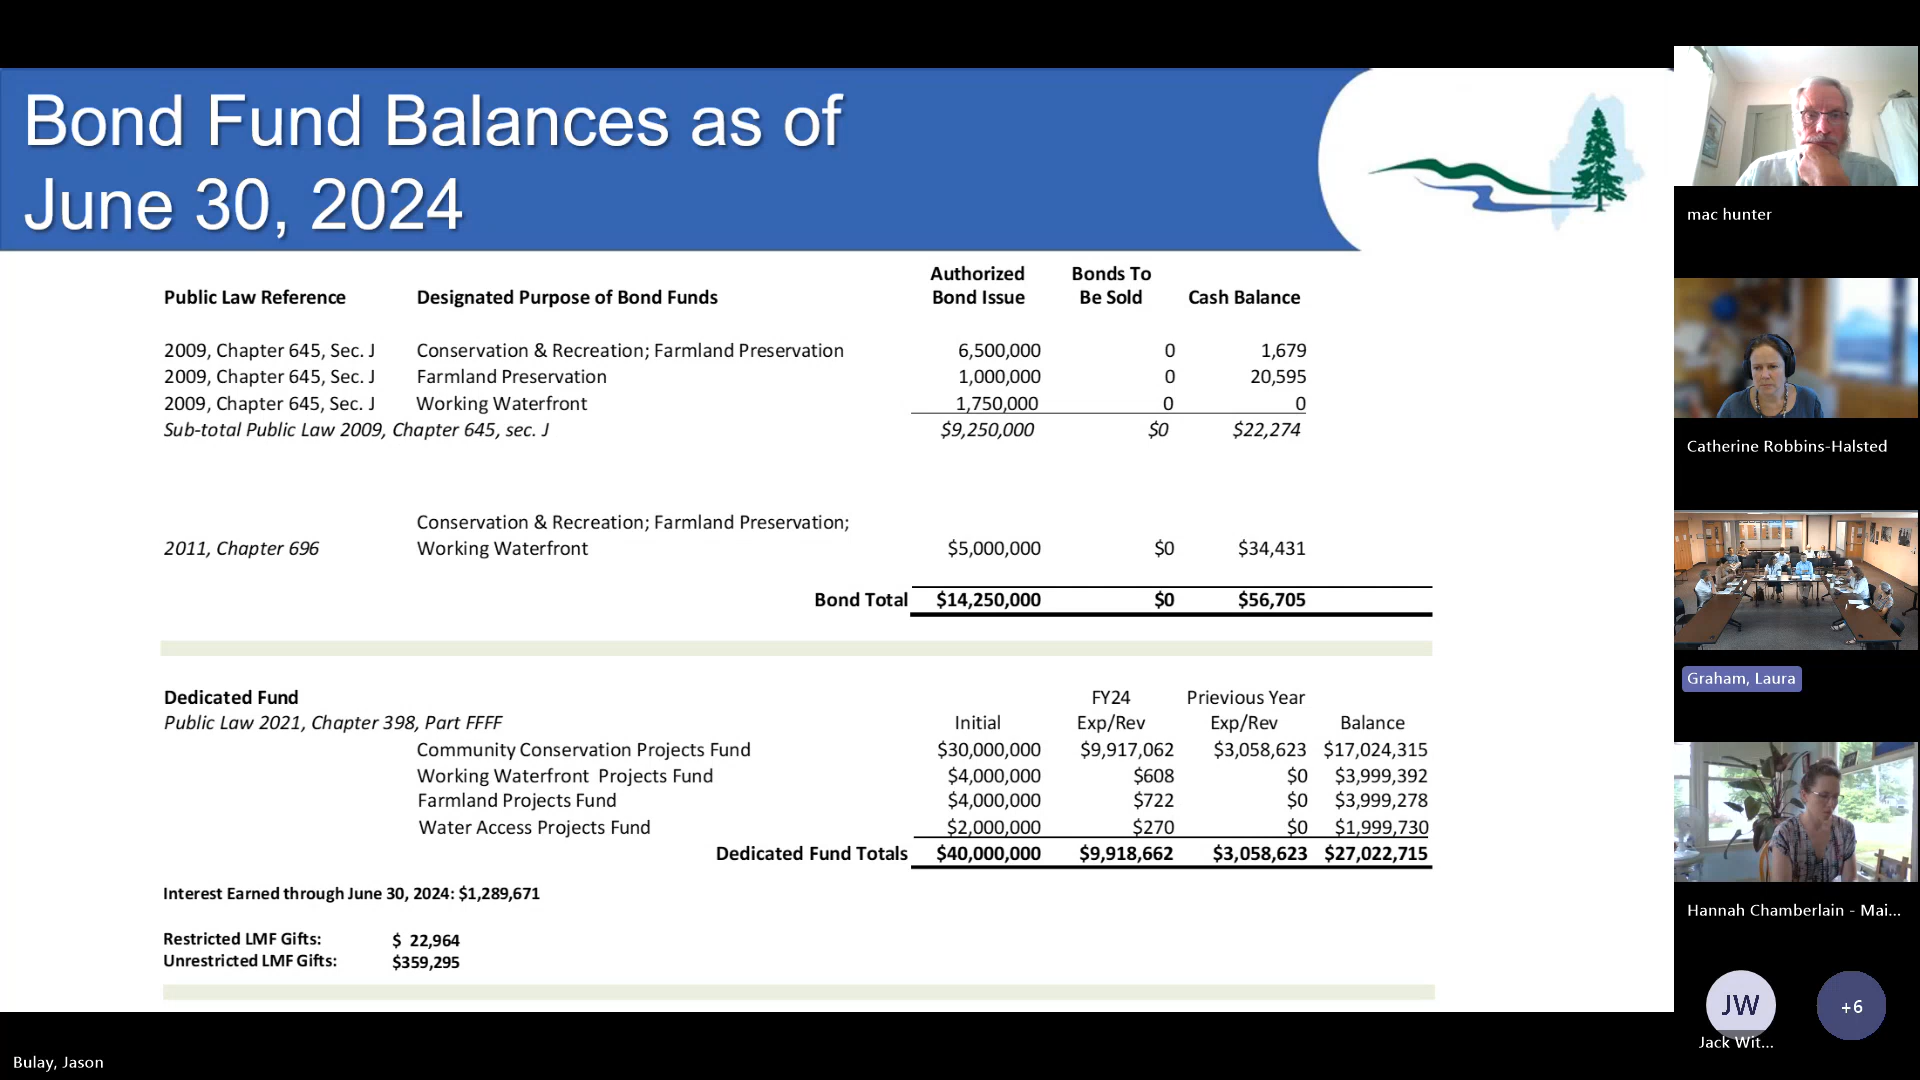 Bond Fund Balances as of
June 30, 2024
Authorized Bonds To
Public Law Reference Designated Purpose of Bond Funds Bond Issue Be Sold Cash Balance
2009, Chapter 645, Sec. J Conservation & Recreation; Farmland Preservation 6,500,000 0 1,679
2009, Chapter 645, Sec. J Farmland Preservation 1,000,000 0 20,595
2009, Chapter 645, Sec. J Working Waterfront 1,750,000 0 0
Sub-total Public Law 2009, Chapter 645, sec. J $9,250,000 $0 $22,274
Conservation & Recreation; Farmland Preservation;
2011, Chapter 696 Working Waterfront $5,000,000 $0 $34,431
Bond Total $14,250,000 $0 $56,705
Dedicated Fund FY24 Prievious Year
Public Law 2021, Chapter 398, Part FFFF Initial Exp/Rev Exp/Rev Balance
Community Conservation Projects Fund $30,000,000 $9,917,062 $3,058,623 $17,024,315
Working Waterfront Projects Fund $4,000,000 $608 $0 $3,999,392
Farmland Projects Fund $4,000,000 $722 $0 $3,999,278
Water Access Projects Fund $2,000,000 $270 $0 $1,999,730
Dedicated Fund Totals $40,000,000 $9,918,662 $3,058,623 $27,022,715
Interest Earned through June 30, 2024: $1,289,671
Restricted LMF Gifts: $ 22,964
Unrestricted LMF Gifts: $359,295
mac hunter
Catherine Robbins-Halsted
Graham, Laura
Hannah Chamberlain - Mai...
JW
+6
Jack Wit...
Bulay, Jason